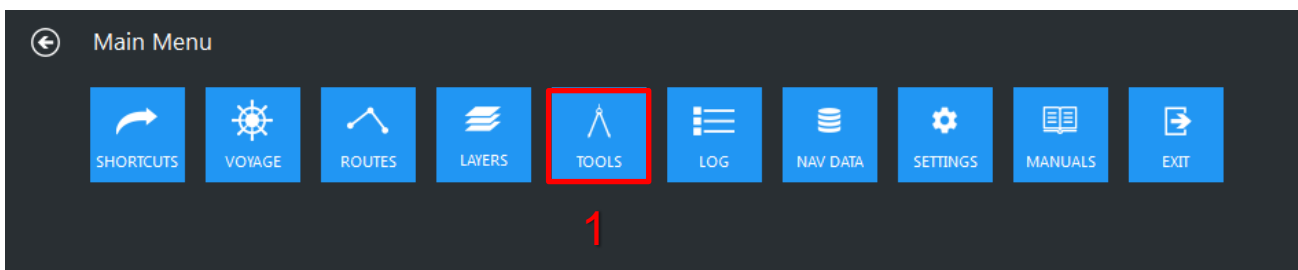 Main Menu
SHORTCUTS VOYAGE ROUTES LAYERS TOOLS LOG NAV DATA SETTINGS MANUALS EXIT
1